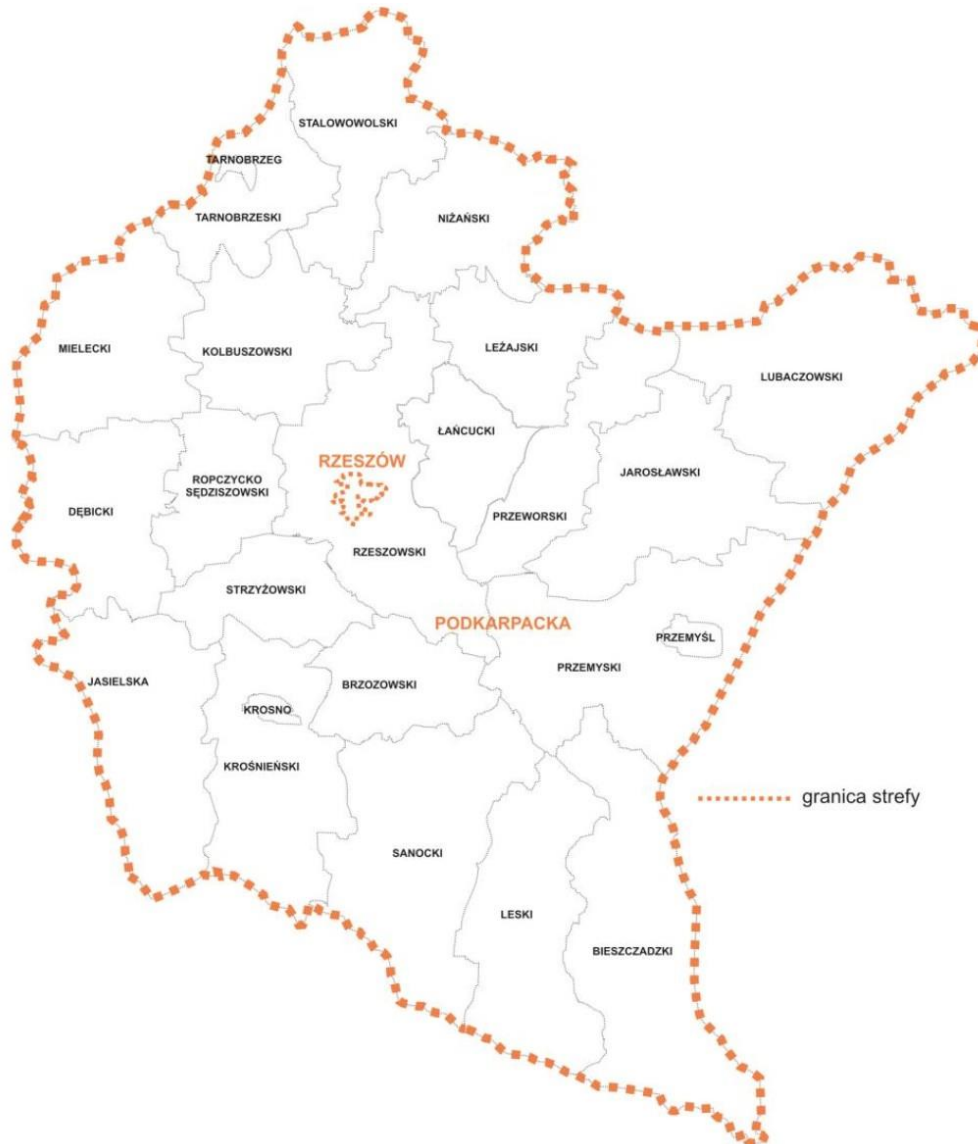 STALOWOWOLSKI
TARNOBRZEG
TARNOBRZESKI
NIŻAŃSKI
MIELECKI
KOLBUSZOWSKI
LEŻAJSKI
LUBACZOWSKI
ŁAŃCUCKI
RZESZÓW
JAROSŁAWSKI
ROPCZYCKO
SĘDZISZOWSKI
DĘBICKI
PRZEWORSKI
RZESZOWSKI
STRZYŻOWSKI
PODKARPACKA
PRZEMYŚL
PRZEMYSKI
JASIELSKA
BRZOZOWSKI
KROSNO
KROŚNIEŃSKI
granica strefy
SANOCKI
LESKI
BIESZCZADZKI